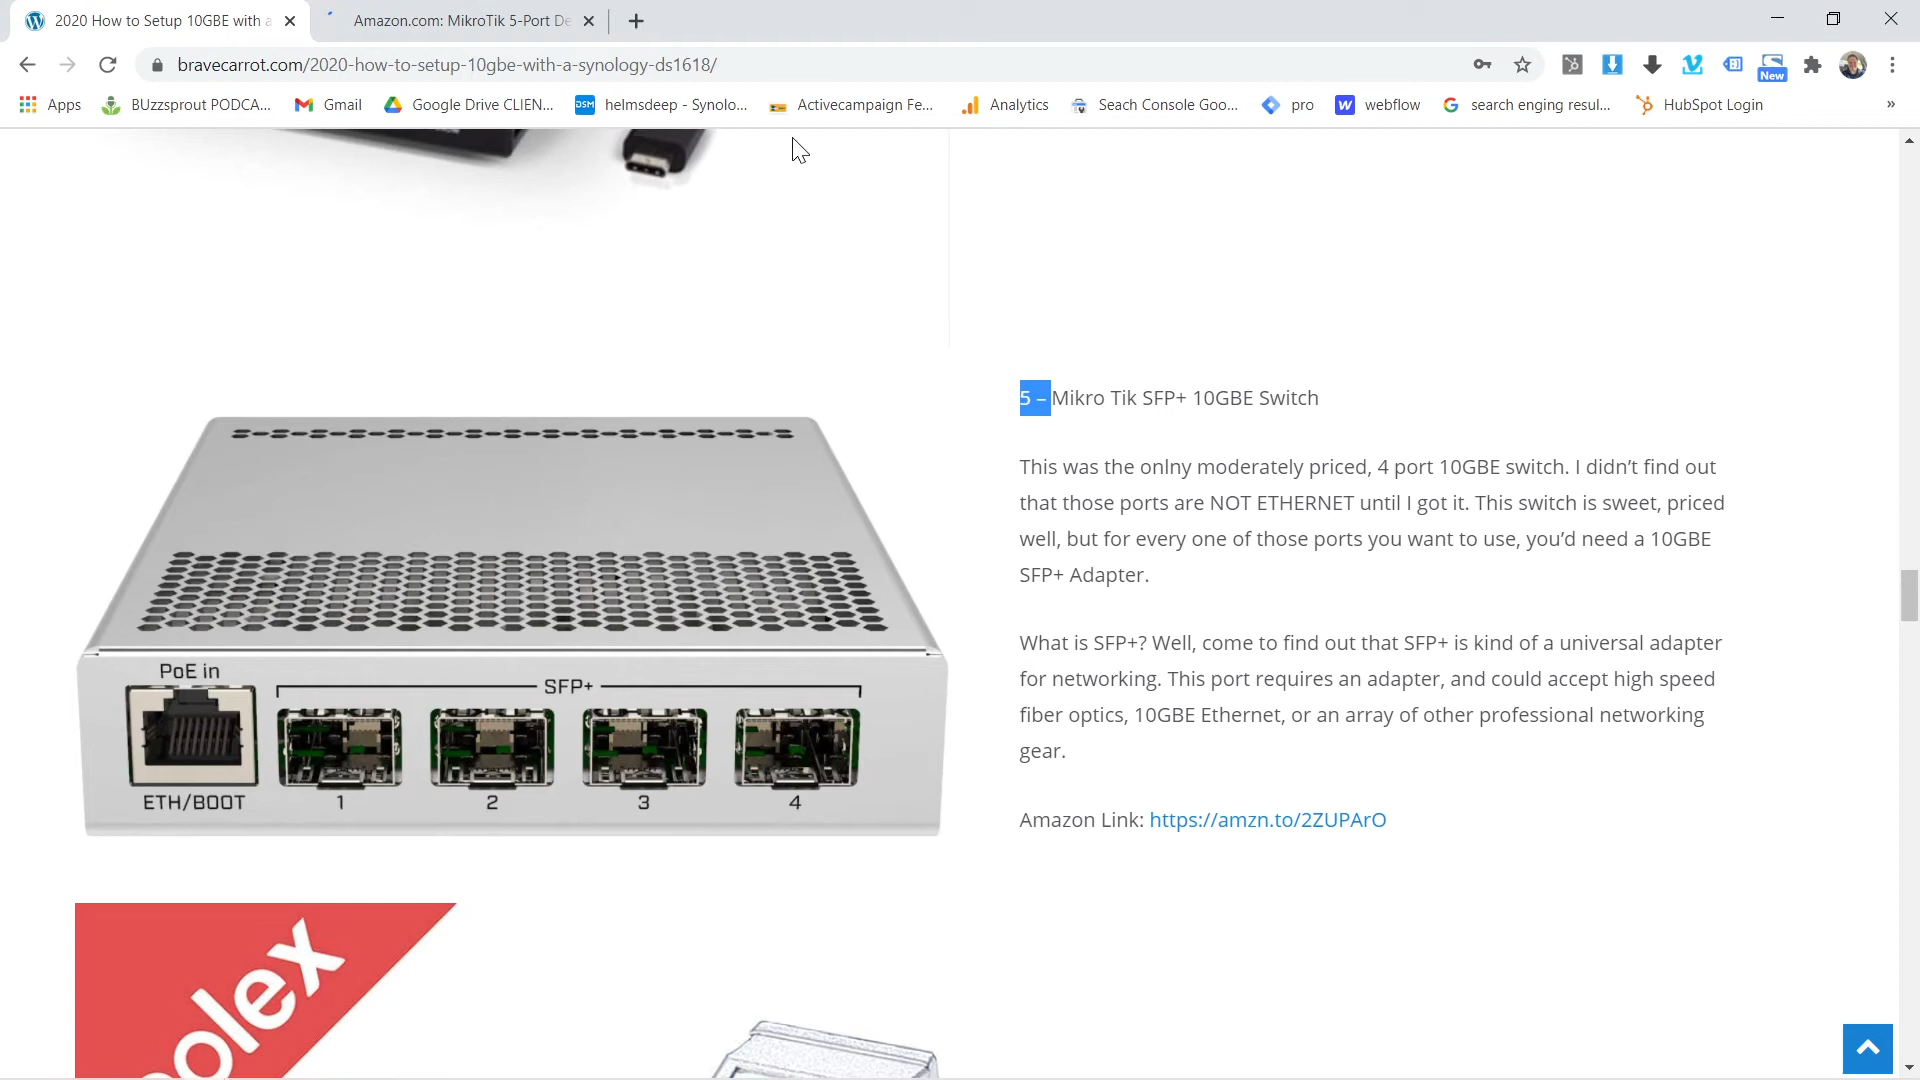 2020 How to Setup 10GBE with a
Amazon.com: MikroTik 5-Port De
bravecarrot.com/2020-how-to-setup-10gbe-with-a-synology-ds1618/
New
Apps
BUzzsprout PODCA...
Gmail
Google Drive CLIEN...
DSM
helmsdeep - Synolo...
Activecampaign Fe...
Analytics
Seach Console Goo...
pro
W
webflow
G
search enging resul...
HubSpot Login
»
5 – Mikro Tik SFP+ 10GBE Switch
This was the onlny moderately priced, 4 port 10GBE switch. I didn’t find out
that those ports are NOT ETHERNET until I got it. This switch is sweet, priced
well, but for every one of those ports you want to use, you’d need a 10GBE
SFP+ Adapter.
What is SFP+? Well, come to find out that SFP+ is kind of a universal adapter
for networking. This port requires an adapter, and could accept high speed
fiber optics, 10GBE Ethernet, or an array of other professional networking
gear.
Amazon Link: https://amzn.to/2ZUPArO
PoE in
SFP+
ETH/BOOT
1
2
3
4
olex